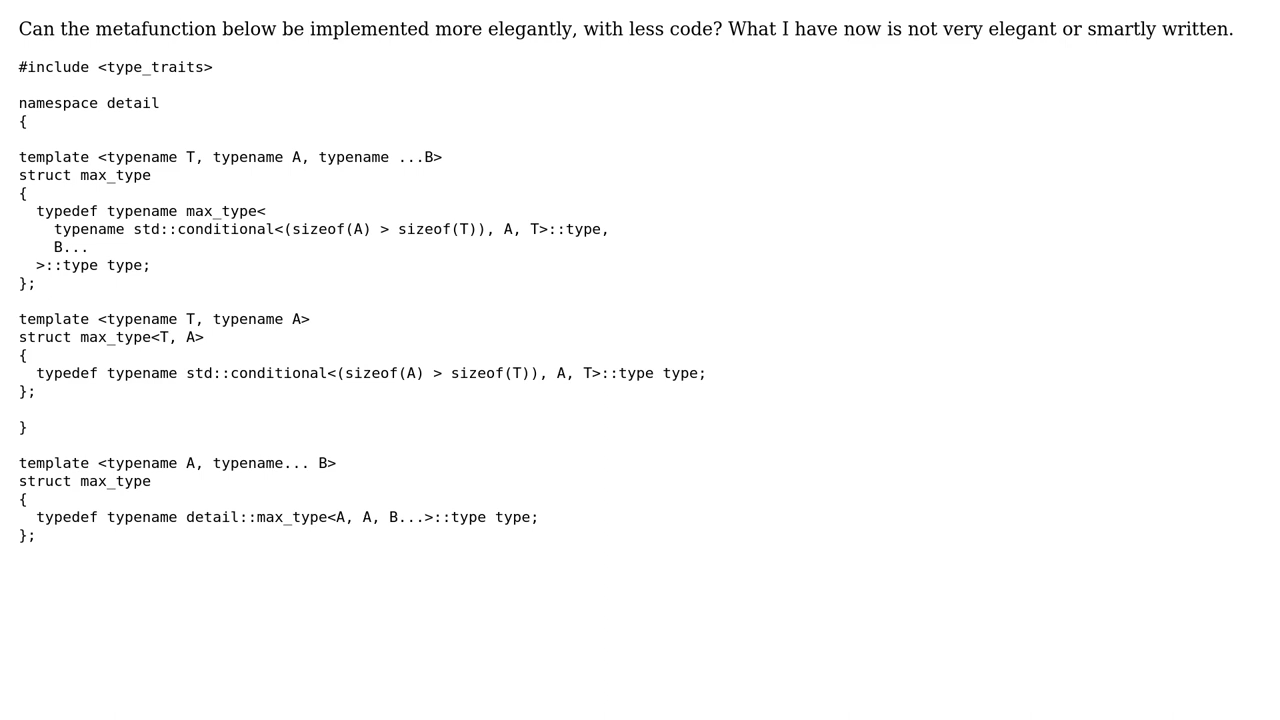 Can the metafunction below be implemented more elegantly, with less code? What I have now is not very elegant or smartly written.
#include <type_traits>
namespace detail
{
template <typename T, typename A, typename ...B>
struct max_type
{
  typedef typename max_type<
    typename std::conditional<(sizeof(A) > sizeof(T)), A, T>::type,
    B...
  >::type type;
};
template <typename T, typename A>
struct max_type<T, A>
{
  typedef typename std::conditional<(sizeof(A) > sizeof(T)), A, T>::type type;
};
}
template <typename A, typename... B>
struct max_type
{
  typedef typename detail::max_type<A, A, B...>::type type;
};